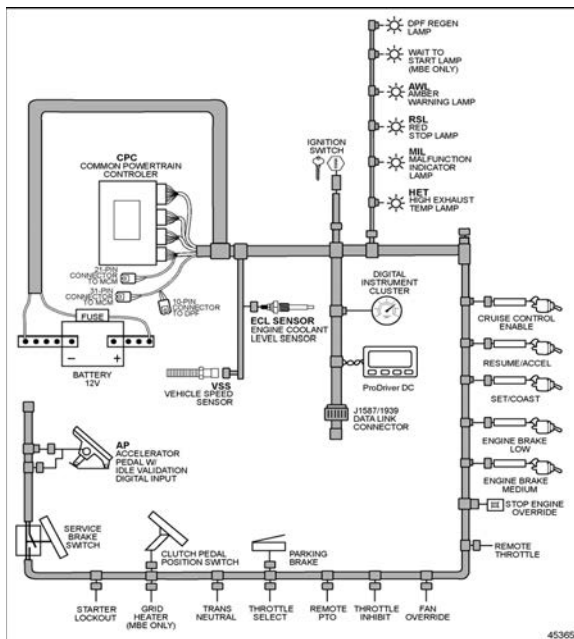 DPF REGEN
LAMP
WAIT TO
START LAMP
(MBE ONLY)
AWL
AMBER
WARNING LAMP
RSL
RED
STOP LAMP
MIL
MALFUNCTION
INDICATOR
LAMP
HET
HIGH EXHAUST
TEMP LAMP
IGNITION
SWITCH
CPC
COMMON POWERTRAIN
CONTROLER
21-PIN
CONNECTOR
TO MCM
31-PIN
CONNECTOR
TO MCM
10-PIN
CONNECTOR
TO DPF
FUSE
− +
BATTERY
12V
ECL SENSOR
ENGINE COOLANT
LEVEL SENSOR
VSS
VEHICLE SPEED
SENSOR
DIGITAL
INSTRUMENT
CLUSTER
ProDriver DC
J1587/1939
DATA LINK
CONNECTOR
CRUISE CONTROL
ENABLE
RESUME/ACCEL
SET/COAST
ENGINE BRAKE
LOW
ENGINE BRAKE
MEDIUM
STOP ENGINE
OVERRIDE
REMOTE
THROTTLE
AP
ACCELERATOR
PEDAL W/
IDLE VALIDATION
DIGITAL INPUT
SERVICE
BRAKE
SWITCH
CLUTCH PEDAL
POSITION SWITCH
PARKING
BRAKE
STARTER
LOCKOUT
GRID
HEATER
(MBE ONLY)
TRANS
NEUTRAL
THROTTLE
SELECT
REMOTE
PTO
THROTTLE
INHIBIT
FAN
OVERRIDE
45365